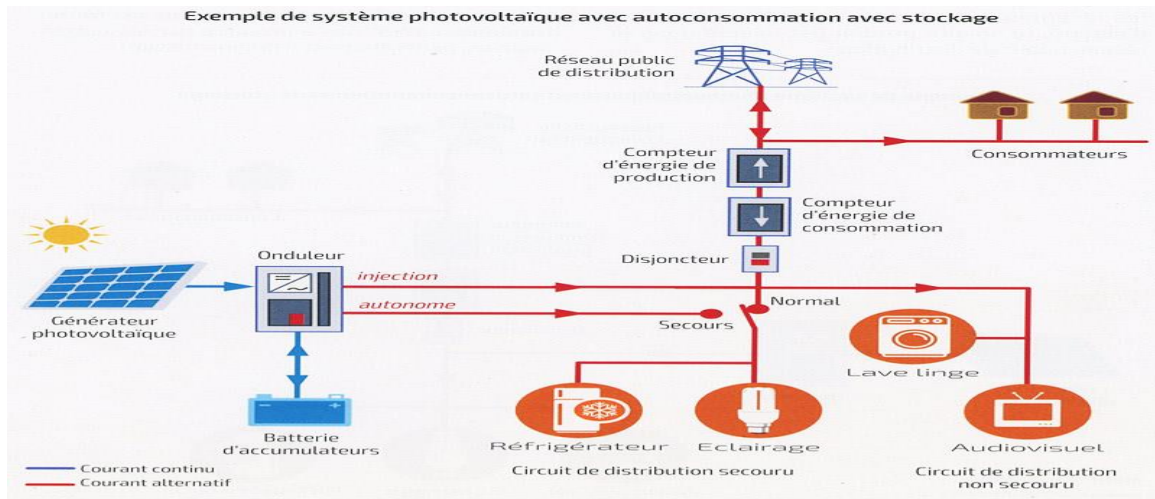 Exemple de système photovoltaïque avec autoconsommation avec stockage
Réseau public
de distribution
Compteur
d'énergie de
production
Consommateurs
Compteur
d'énergie de
consommation
Onduleur
Disjoncteur
injection
autonome
Normal
Secours
Générateur
photovoltaïque
Lave linge
Batterie
d'accumulateurs
Réfrigérateur
Eclairage
Audiovisuel
Circuit de distribution secouru
Circuit de distribution
non secouru
Courant continu
Courant alternatif